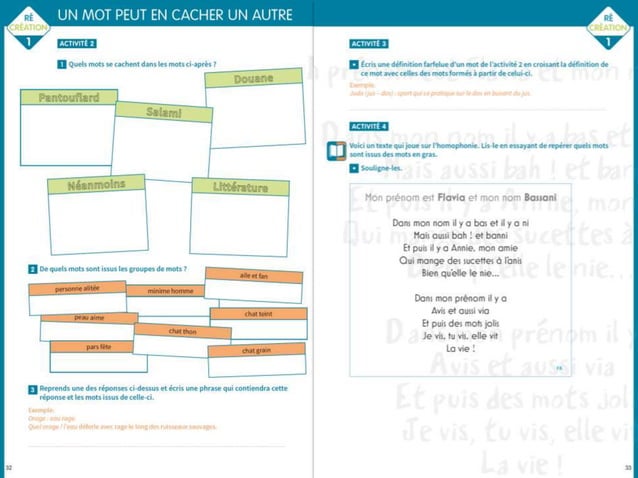 RÉ
CRÉATION
1
UN MOT PEUT EN CACHER UN AUTRE
ACTIVITÉ 2
1 Quels mots se cachent dans les mots ci-après ?
Pantouflard
Salami
Douane
Néanmoins
Littérature
2 De quels mots sont issus les groupes de mots ?
personne alitée
minime homme
aile et fan
peau aime
chat thon
chat teint
pars fête
chat grain
3 Reprends une des réponses ci-dessus et écris une phrase qui contiendra cette
réponse et les mots issus de celle-ci.
Exemple.
Orage : eau rage
Quel orage ! l'eau déferle avec rage le long des ruisseaux sauvages.
32
RÉ
CRÉATION
1
ACTIVITÉ 3
Écris une définition farfelue d'un mot de l'activité 2 en croisant la définition de
ce mot avec celles des mots formés à partir de celui-ci.
Exemple.
Judo (jus – dos) : sport qui se pratique sur le dos en buvant du jus.
ACTIVITÉ 4
Voici un texte qui joue sur l'homophonie. Lis-le en essayant de repérer quels mots
sont issus des mots en gras.
Souligne-les.
Mon prénom est Flavia et mon nom Bassani
Dans mon nom il y a bas et il y a ni
Mais aussi bah ! et banni
Et puis il y a Annie, mon amie
Qui mange des sucettes à l'anis
Bien qu'elle le nie...
Dans mon prénom il y a
Avis et aussi via
Et puis des mots jolis
Je vis, tu vis, elle vit
La vie !
33